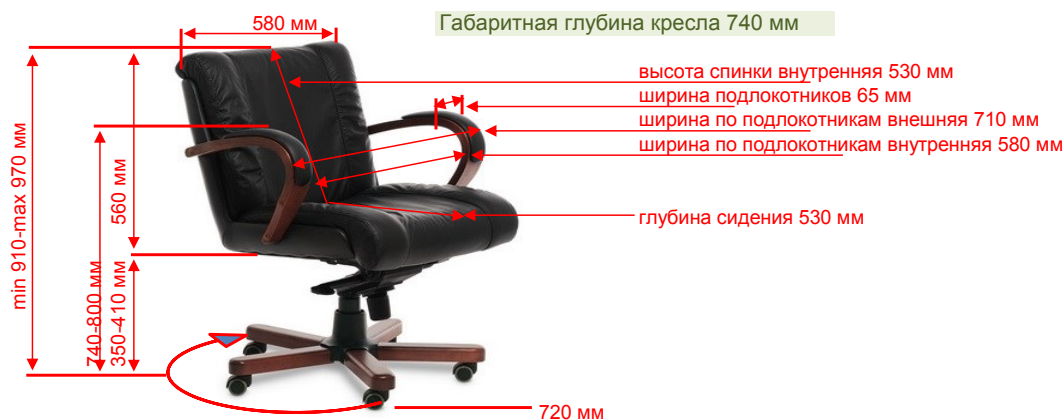 580 мм
Габаритная глубина кресла 740 мм
высота спинки внутренняя 530 мм
ширина подлокотников 65 мм
ширина по подлокотникам внешняя 710 мм
ширина по подлокотникам внутренняя 580 мм
глубина сидения 530 мм
min 910-max 970 мм
740-800 мм
560 мм
350-410 мм
720 мм